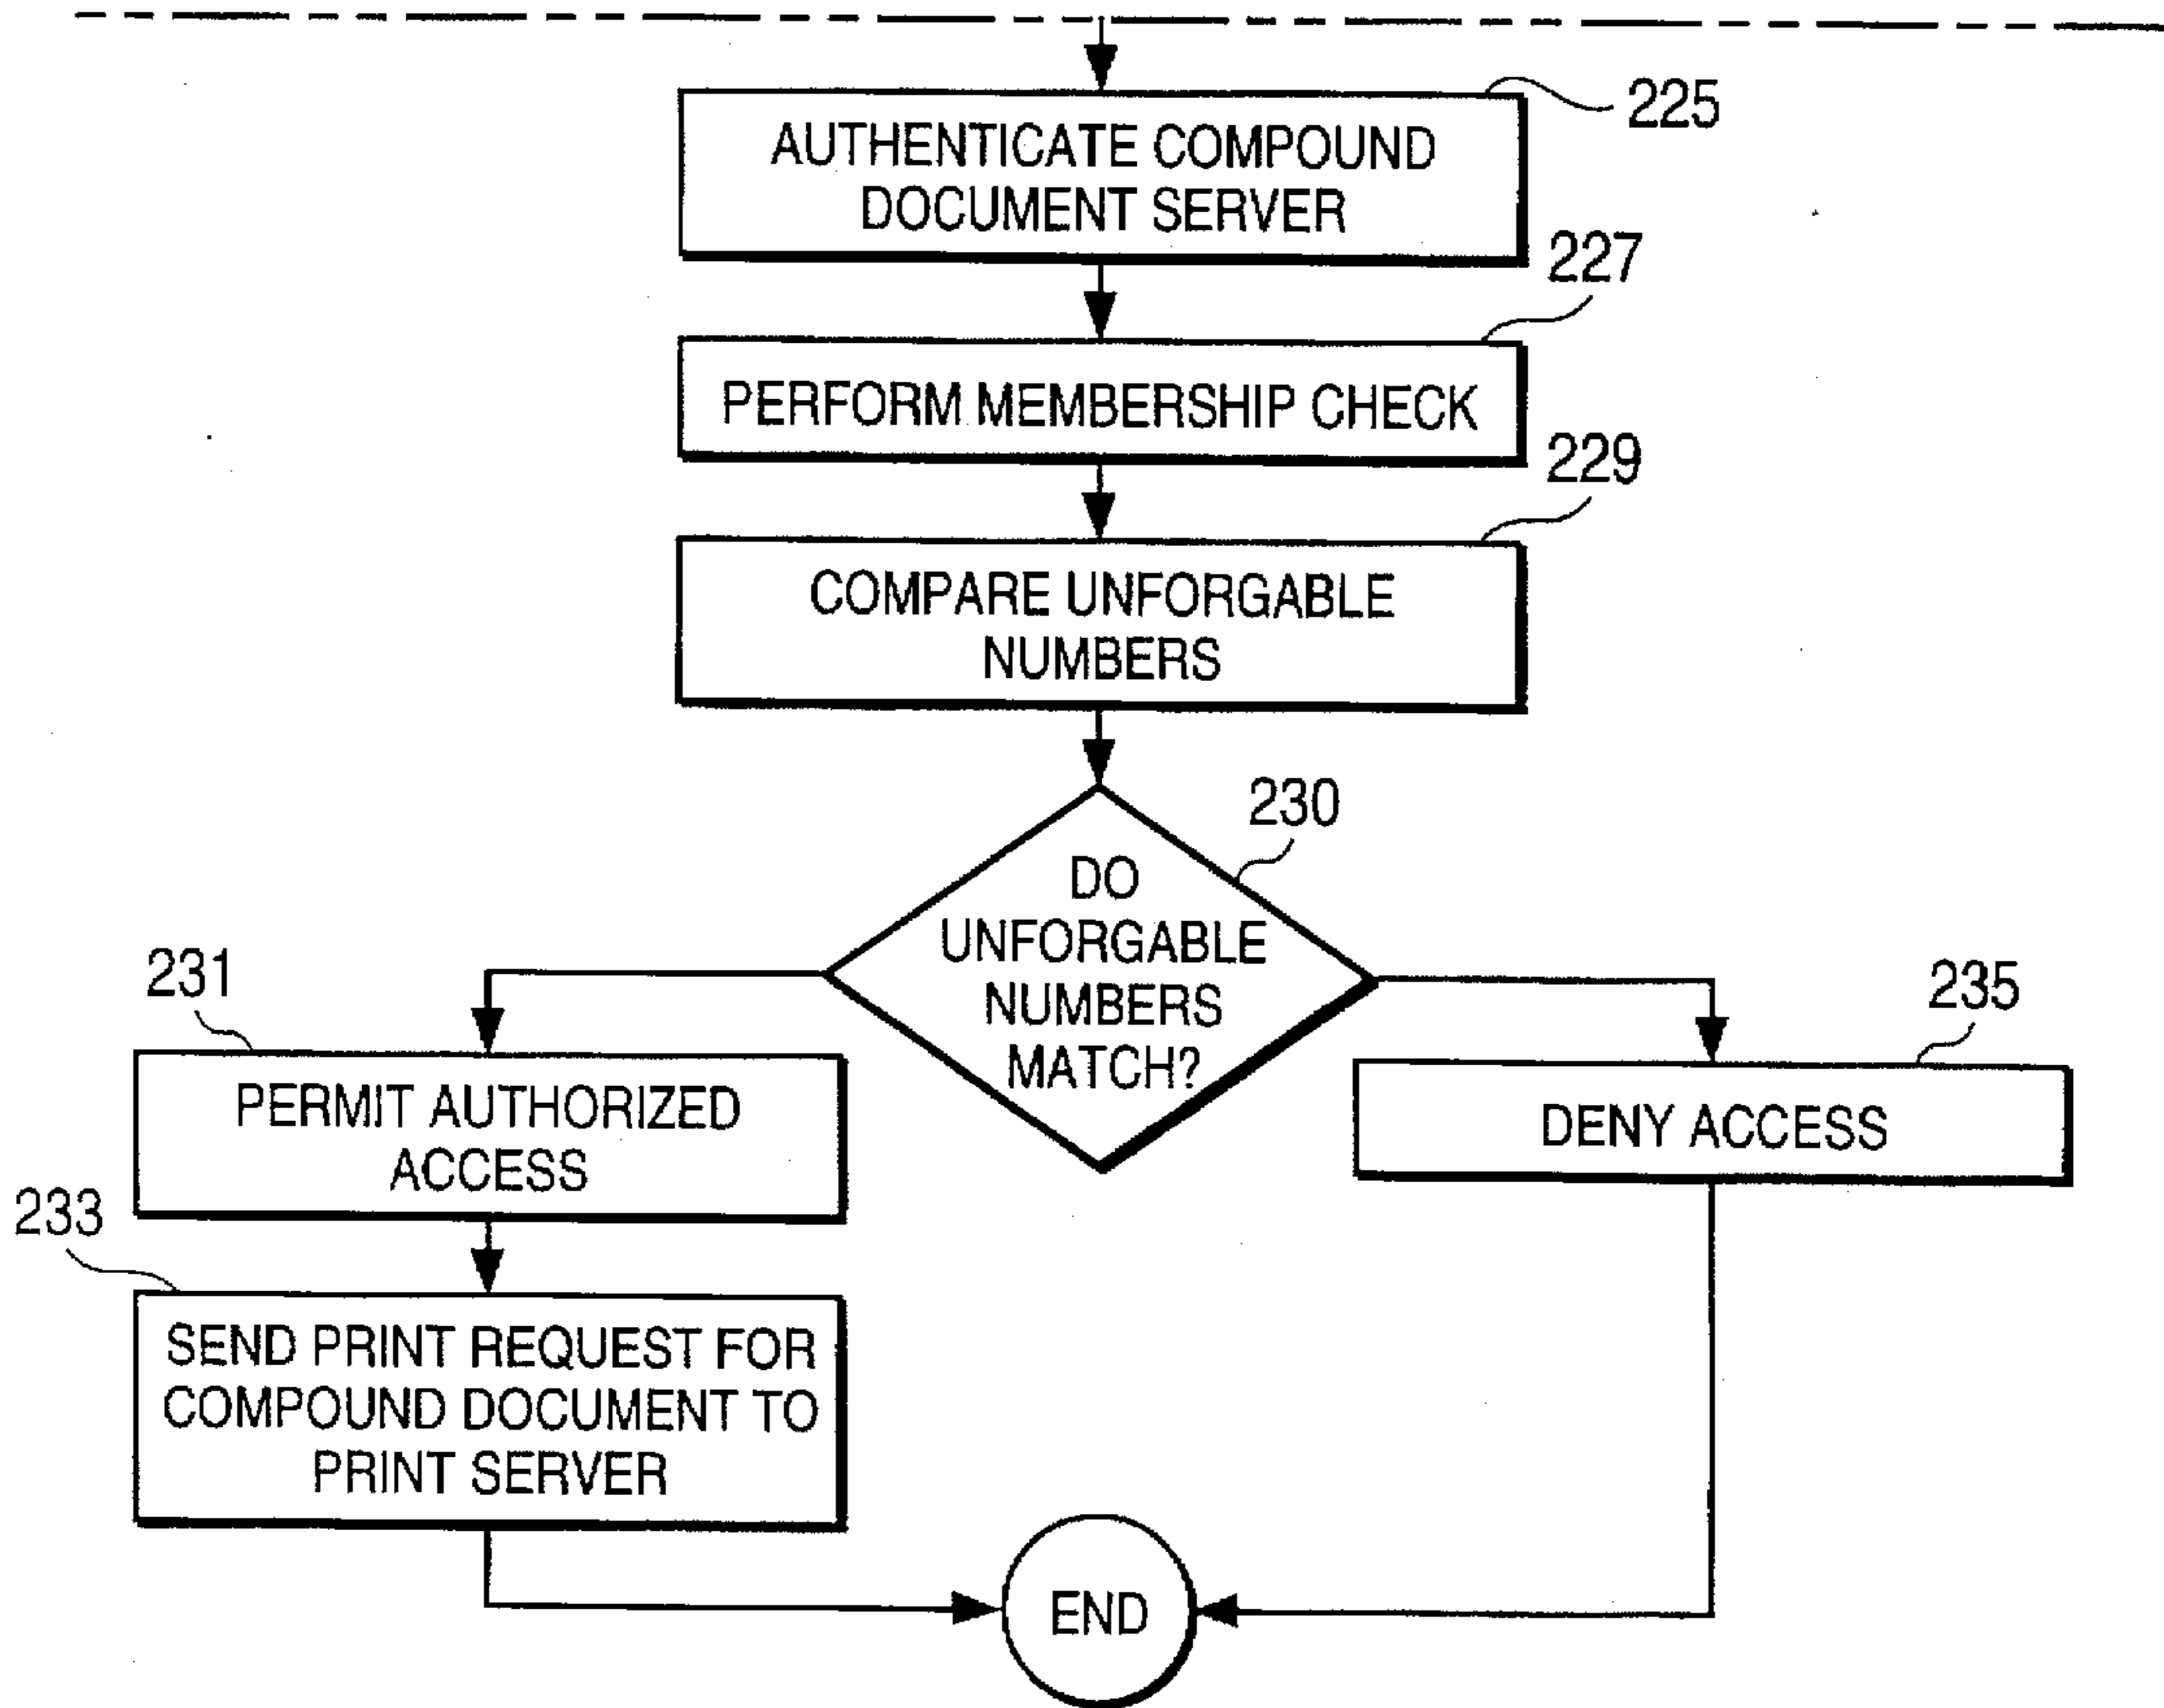 225
AUTHENTICATE COMPOUND
DOCUMENT SERVER
227
PERFORM MEMBERSHIP CHECK
229
COMPARE UNFORGABLE
NUMBERS
230
DO
UNFORGABLE
NUMBERS
MATCH?
231
PERMIT AUTHORIZED
ACCESS
235
DENY ACCESS
233
SEND PRINT REQUEST FOR
COMPOUND DOCUMENT TO
PRINT SERVER
END